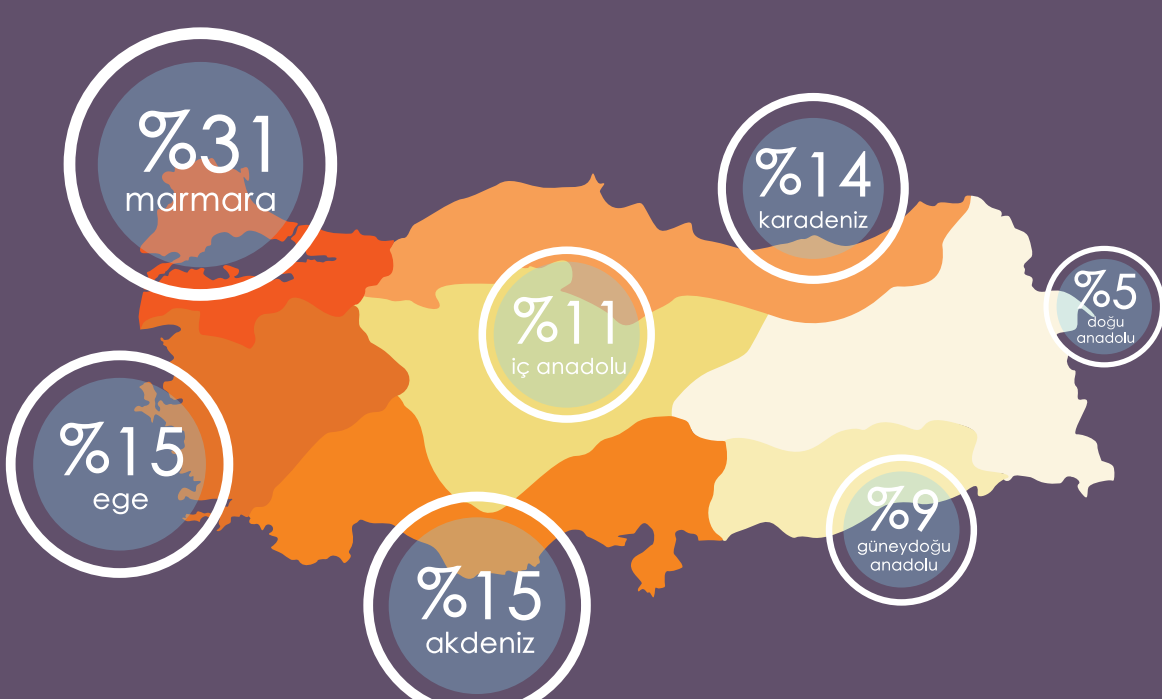 %31
marmara
%14
karadeniz
%5
doğu
anadolu
%11
iç anadolu
%15
ege
%9
güneydoğu
anadolu
%15
akdeniz